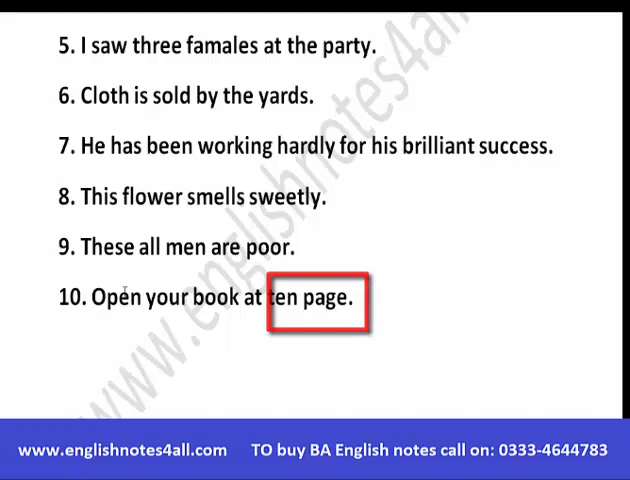 5. I saw three famales at the party.
6. Cloth is sold by the yards.
7. He has been working hardly for his brilliant success.
8. This flower smells sweetly.
9. These all men are poor.
10. Open your book at ten page.
www.englishnotes4all
www.englishnotes4all.com TO buy BA English notes call on: 0333-4644783